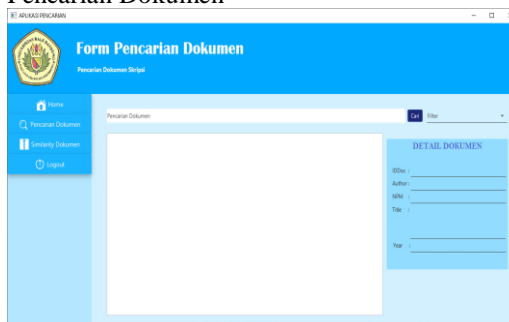 Pencarian Dokumen
APLIKASI PENCARIAN
Form Pencarian Dokumen
Pencarian Dokumen Skripsi
Home
Pencarian Dokumen
Similarity Dokumen
Logout
Pencarian Dokumen
Cari
Filter
DETAIL DOKUMEN
IDDoc :
Author :
NPM :
Title :
Year :